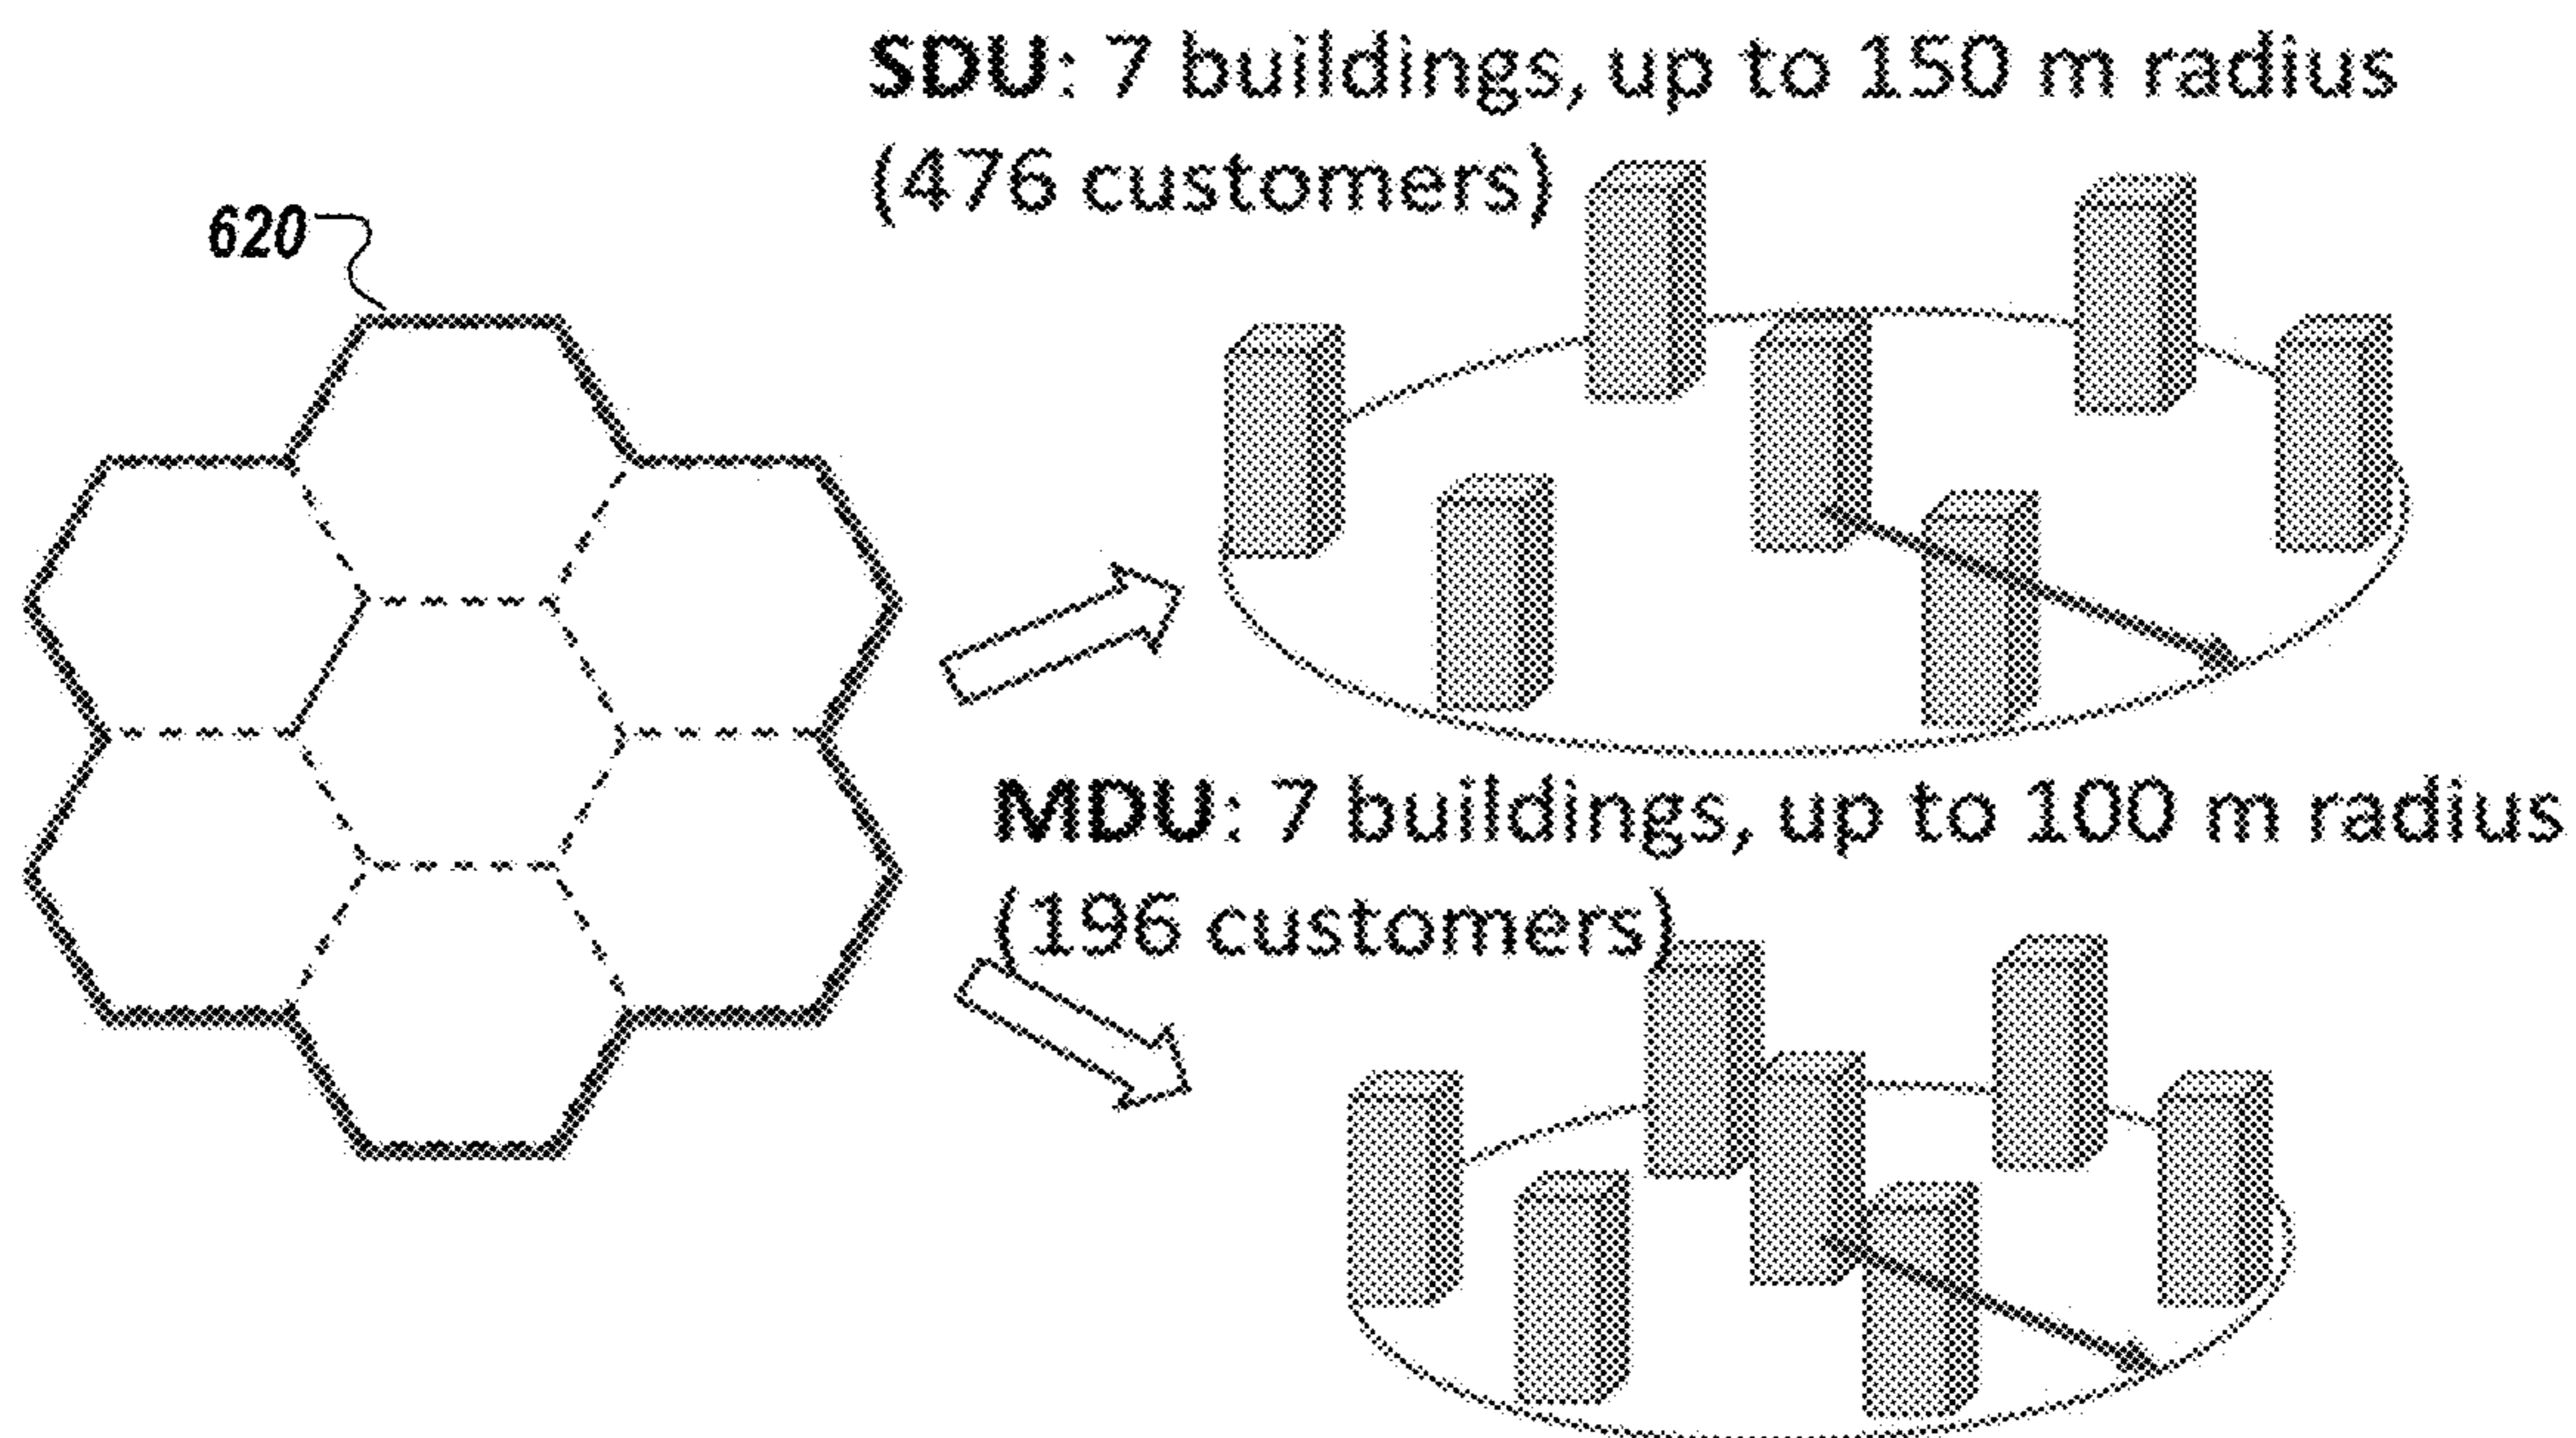 SDU: 7 buildings, up to 150 m radius
(476 customers)
620
MDU: 7 buildings, up to 100 m radius
(196 customers)